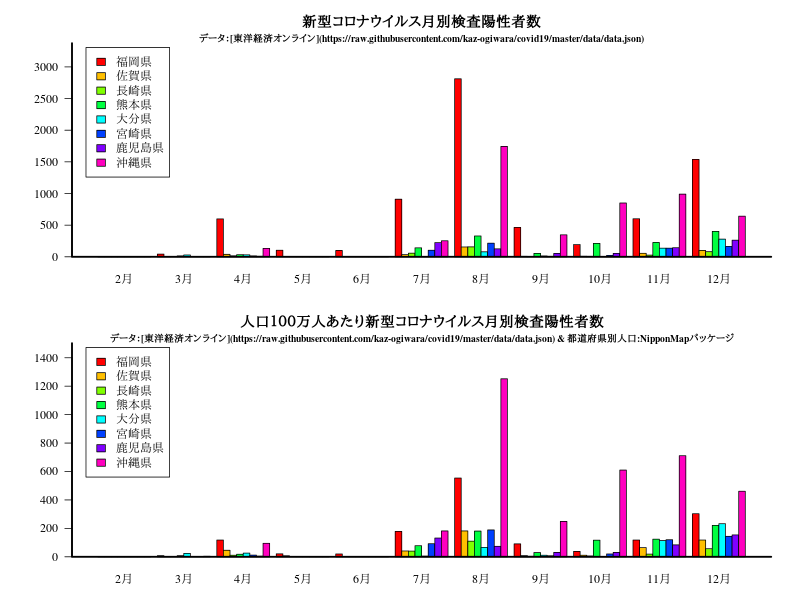 新型コロナウイルス月別検査陽性者数
データ:[東洋経済オンライン](https://raw.githubusercontent.com/kaz-ogiwara/covid19/master/data/data.json)
福岡県
佐賀県
長崎県
熊本県
大分県
宮崎県
鹿児島県
沖縄県
3000
2500
2000
1500
1000
500
0
2月 3月 4月 5月 6月 7月 8月 9月 10月 11月 12月
人口100万人あたり新型コロナウイルス月別検査陽性者数
データ:[東洋経済オンライン](https://raw.githubusercontent.com/kaz-ogiwara/covid19/master/data/data.json) & 都道府県別人口:NipponMapパッケージ
福岡県
佐賀県
長崎県
熊本県
大分県
宮崎県
鹿児島県
沖縄県
1400
1200
1000
800
600
400
200
0
2月 3月 4月 5月 6月 7月 8月 9月 10月 11月 12月